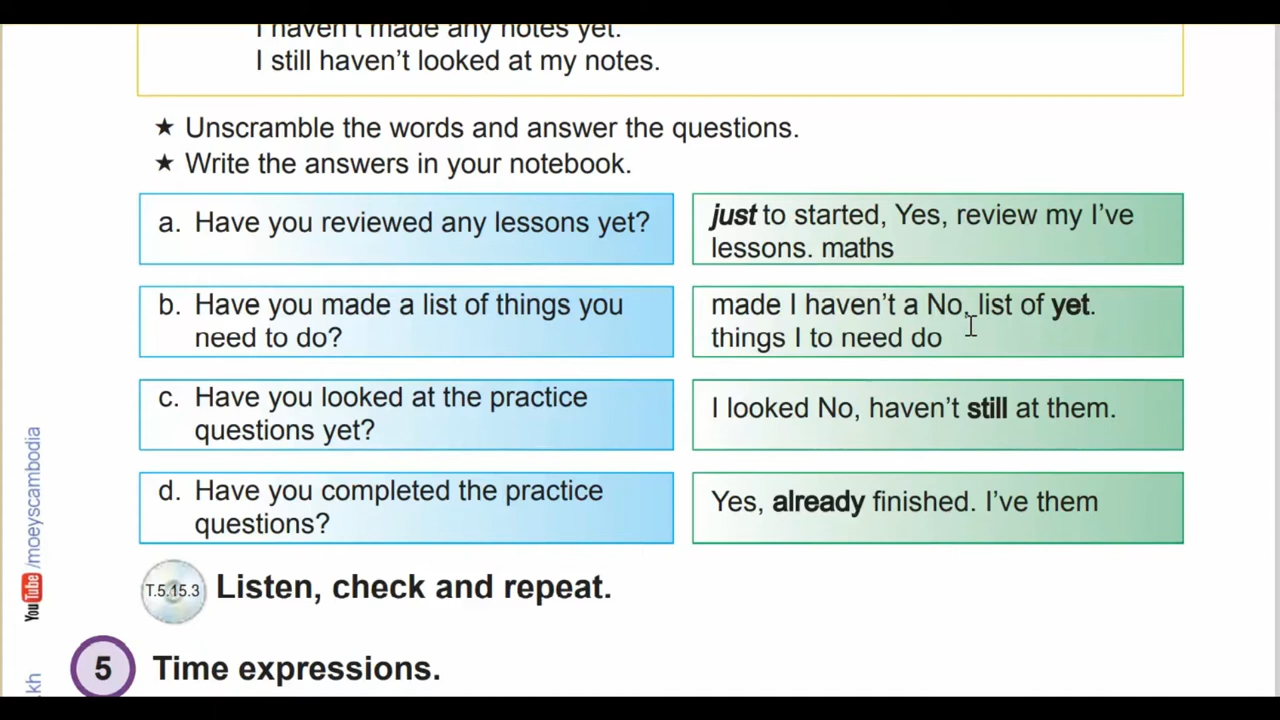 I haven't made any notes yet.
I still haven't looked at my notes.
★ Unscramble the words and answer the questions.
★ Write the answers in your notebook.
a. Have you reviewed any lessons yet?
just to started, Yes, review my I've
lessons. maths
b. Have you made a list of things you
need to do?
made I haven't a No, list of yet.
things I to need do
c. Have you looked at the practice
questions yet?
I looked No, haven't still at them.
d. Have you completed the practice
questions?
Yes, already finished. I've them
T.5.15.3 Listen, check and repeat.
5 Time expressions.
YouTube /moeyscambodia
.kh